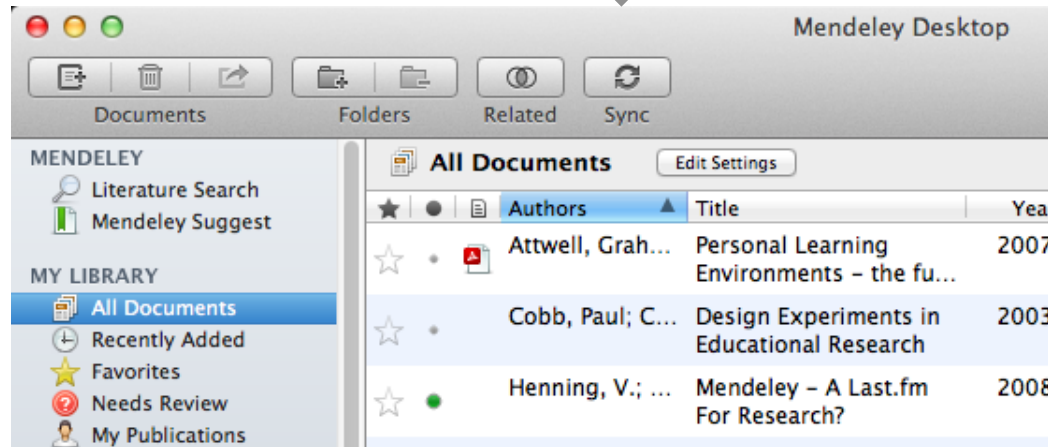 Mendeley Desktop
Documents Folders Related Sync
MENDELEY
Literature Search
Mendeley Suggest
MY LIBRARY
All Documents
Recently Added
Favorites
Needs Review
My Publications
All Documents Edit Settings
Authors Title Yea
Attwell, Grah... Personal Learning 2007
Environments – the fu...
Cobb, Paul; C... Design Experiments in 2003
Educational Research
Henning, V.; ... Mendeley – A Last.fm 2008
For Research?